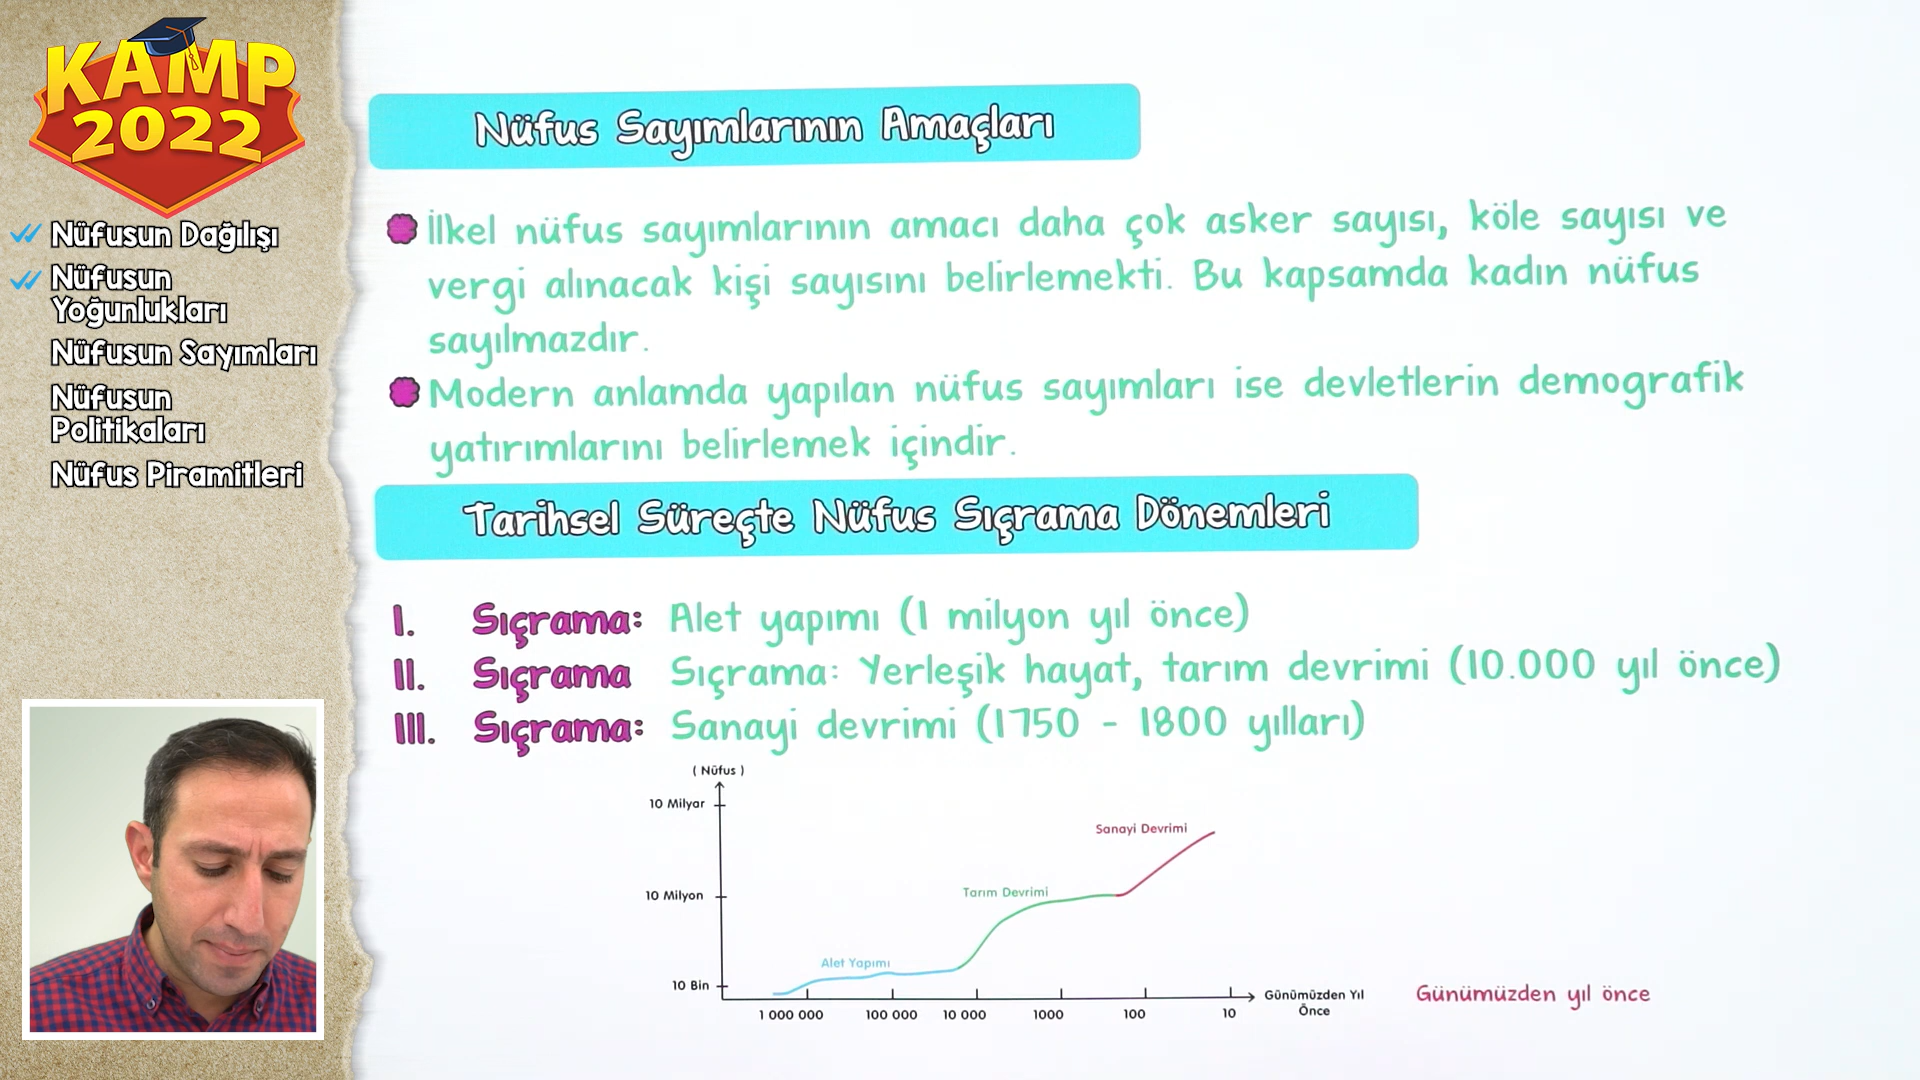 KAMP
2022
Nüfusun Dağılışı
Nüfusun
Yoğunlukları
Nüfusun Sayımları
Nüfusun
Politikaları
Nüfus Piramitleri
Nüfus Sayımlarının Amaçları
İlkel nüfus sayımlarının amacı daha çok asker sayısı, köle sayısı ve
vergi alınacak kişi sayısını belirlemekti. Bu kapsamda kadın nüfus
sayılmazdır.
Modern anlamda yapılan nüfus sayımları ise devletlerin demografik
yatırımlarını belirlemek içindir.
Tarihsel Süreçte Nüfus Sıçrama Dönemleri
I. Sıçrama: Alet yapımı (1 milyon yıl önce)
II. Sıçrama Sıçrama: Yerleşik hayat, tarım devrimi (10.000 yıl önce)
III. Sıçrama: Sanayi devrimi (1750 - 1800 yılları)
( Nüfus )
10 Milyar
Sanayi Devrimi
10 Milyon
Tarım Devrimi
Alet Yapımı
10 Bin
1 000 000 100 000 10 000 1000 100 10
Günümüzden Yıl
Önce
Günümüzden yıl önce